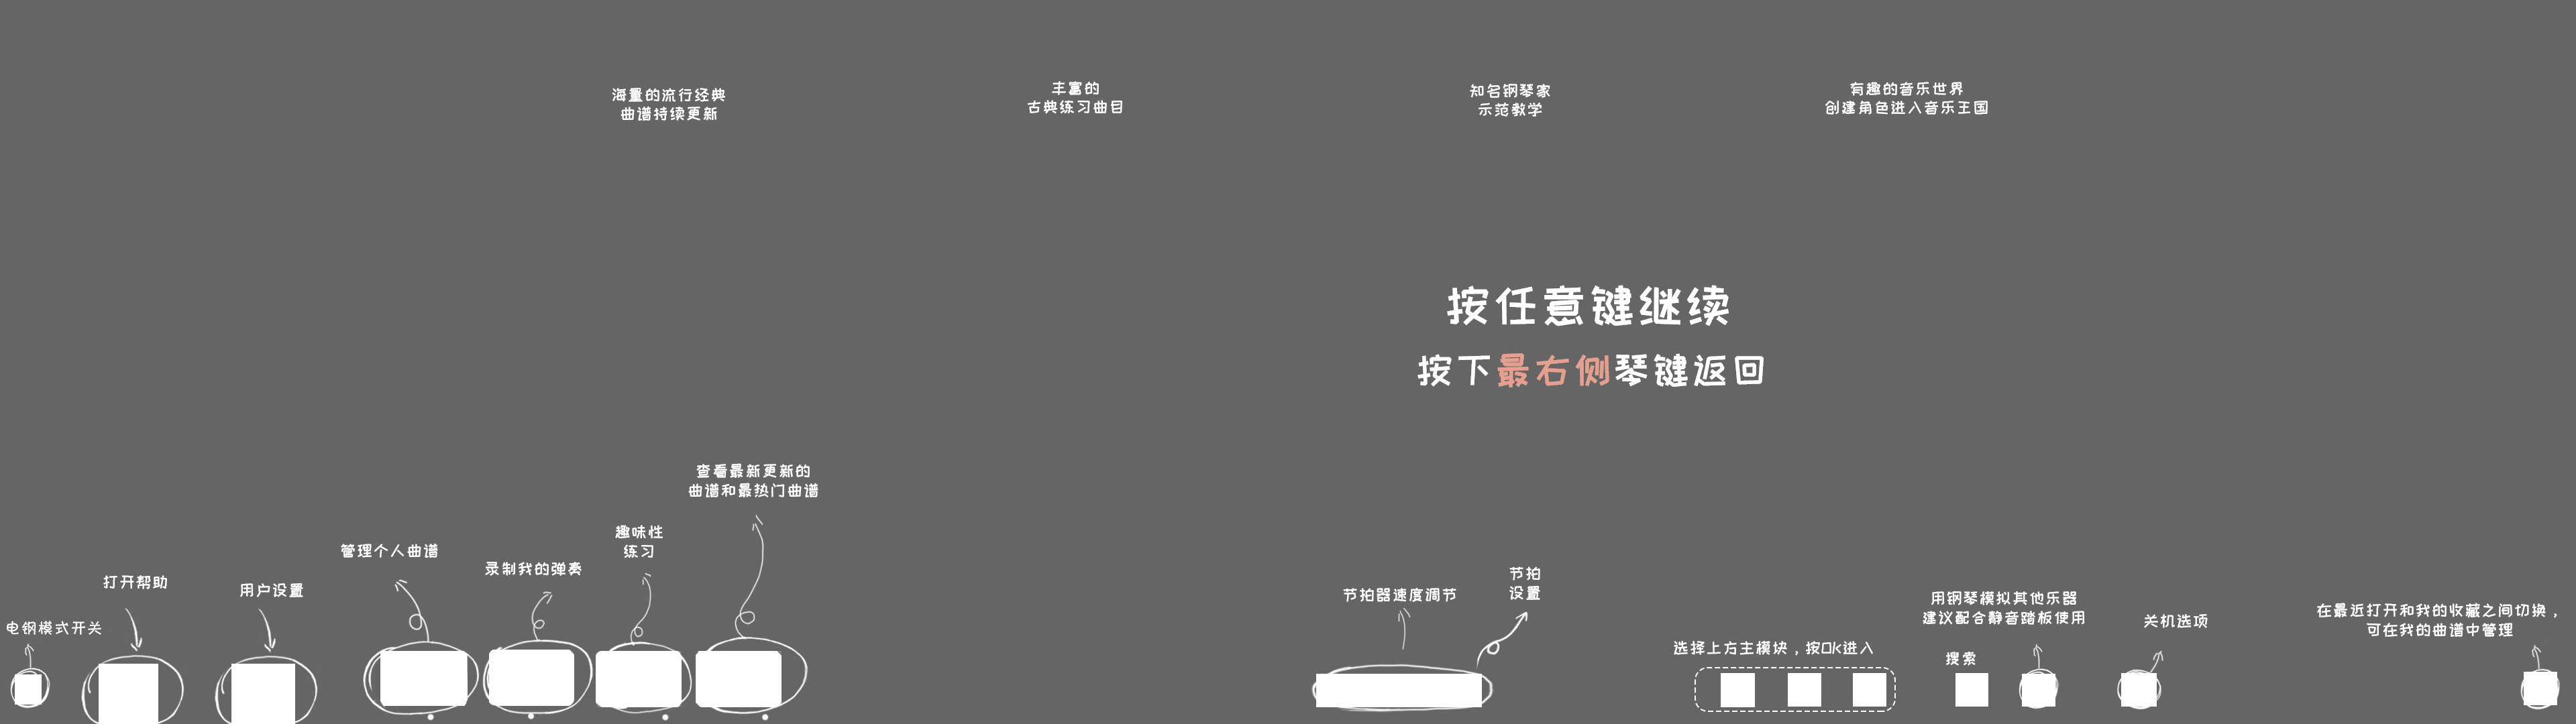 海量的流行经典
曲谱持续更新
丰富的
古典练习曲目
知名钢琴家
示范教学
有趣的音乐世界
创建角色进入音乐王国
按任意键继续
按下最右侧琴键返回
查看最新更新的
曲谱和最热门曲谱
趣味性
练习
管理个人曲谱
录制我的弹奏
打开帮助
用户设置
电钢模式开关
节拍器速度调节
节拍
设置
选择上方主模块，按OK进入
搜索
用钢琴模拟其他乐器
建议配合静音踏板使用
关机选项
在最近打开和我的收藏之间切换，
可在我的曲谱中管理